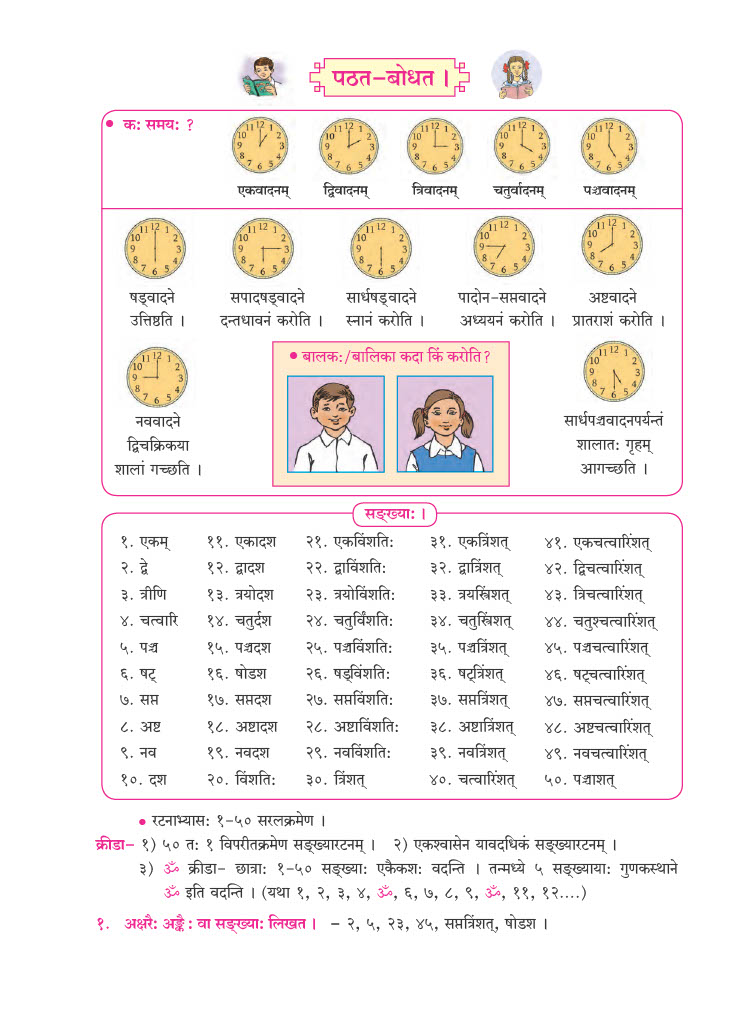 पठत-बोधत ।
• क: समय: ?
एकवादनम् द्विवादनम् त्रिवादनम् चतुर्वादनम् पञ्चवादनम्
षड्वादने
उत्तिष्ठति ।
सपादषड्वादने
दन्तधावनं करोति ।
सार्धषड्वादने
स्नानं करोति ।
पादोन-सप्तवादने
अध्ययनं करोति ।
अष्टवादने
प्रातराशं करोति ।
नववादने
द्विचक्रिकया
शालां गच्छति ।
• बालक:/बालिका कदा किं करोति ?
सार्धपञ्चवादनपर्यन्तं
शालात: गृहम्
आगच्छति ।
सङ्ख्या: ।
१. एकम् ११. एकादश २१. एकविंशति: ३१. एकत्रिंशत् ४१. एकचत्वारिंशत्
२. द्वे १२. द्वादश २२. द्वाविंशति: ३२. द्वात्रिंशत् ४२. द्विचत्वारिंशत्
३. त्रीणि १३. त्रयोदश २३. त्रयोविंशति: ३३. त्रयस्त्रिंशत् ४३. त्रिचत्वारिंशत्
४. चत्वारि १४. चतुर्दश २४. चतुर्विंशति: ३४. चतुस्त्रिंशत् ४४. चतुश्चत्वारिंशत्
५. पञ्च १५. पञ्चदश २५. पञ्चविंशति: ३५. पञ्चत्रिंशत् ४५. पञ्चचत्वारिंशत्
६. षट् १६. षोडश २६. षड्विंशति: ३६. षट्त्रिंशत् ४६. षट्चत्वारिंशत्
७. सप्त १७. सप्तदश २७. सप्तविंशति: ३७. सप्तत्रिंशत् ४७. सप्तचत्वारिंशत्
८. अष्ट १८. अष्टादश २८. अष्टाविंशति: ३८. अष्टात्रिंशत् ४८. अष्टचत्वारिंशत्
९. नव १९. नवदश २९. नवविंशति: ३९. नवत्रिंशत् ४९. नवचत्वारिंशत्
१०. दश २०. विंशति: ३०. त्रिंशत् ४०. चत्वारिंशत् ५०. पञ्चाशत्
• रटनाभ्यास: १-५० सरलक्रमेण ।
क्रीडा- १) ५० त: १ विपरीतक्रमेण सङ्ख्यारटनम् । २) एकश्वासेन यावदधिकं सङ्ख्यारटनम् ।
३) ॐ क्रीडा- छात्रा: १-५० सङ्ख्या: एकैकश: वदन्ति । तन्मध्ये ५ सङ्ख्याया: गुणकस्थाने
ॐ इति वदन्ति । (यथा १, २, ३, ४, ॐ, ६, ७, ८, ९, ॐ, ११, १२....)
१. अक्षरै: अङ्कै : वा सङ्ख्या: लिखत । - २, ५, २३, ४५, सप्तत्रिंशत्, षोडश ।